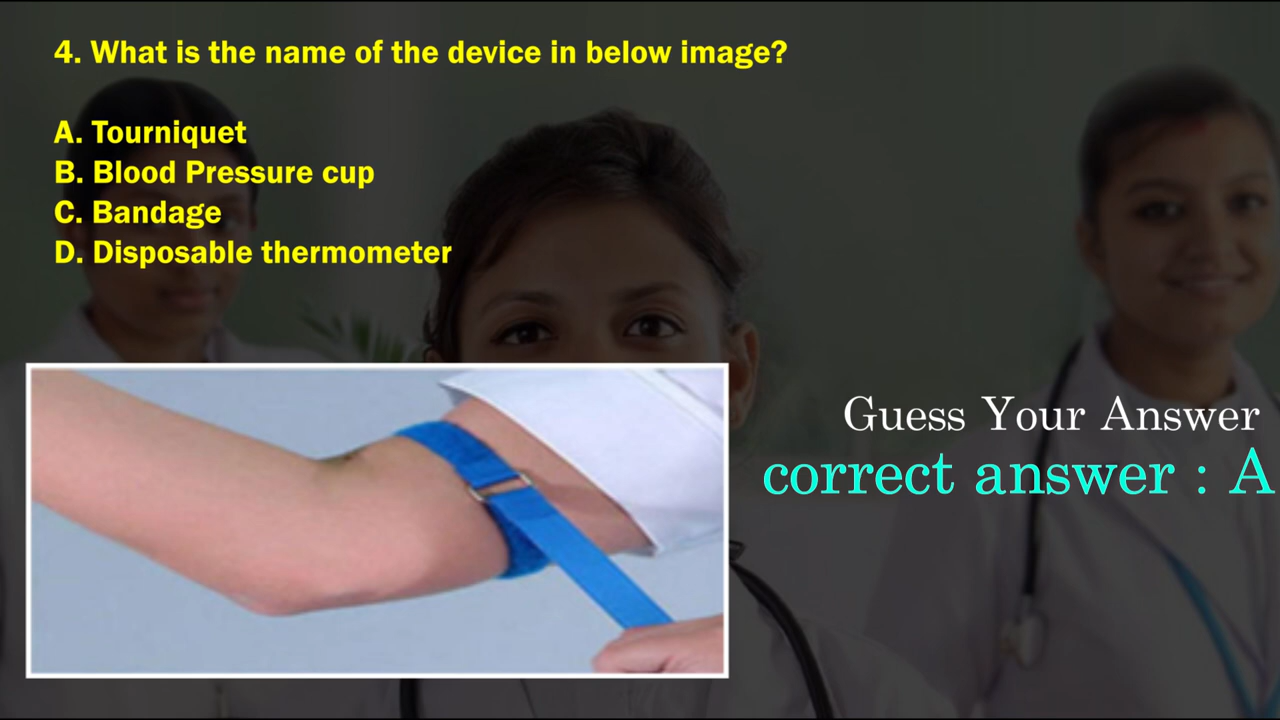 4. What is the name of the device in below image?
A. Tourniquet
B. Blood Pressure cup
C. Bandage
D. Disposable thermometer
Guess Your Answer
correct answer : A